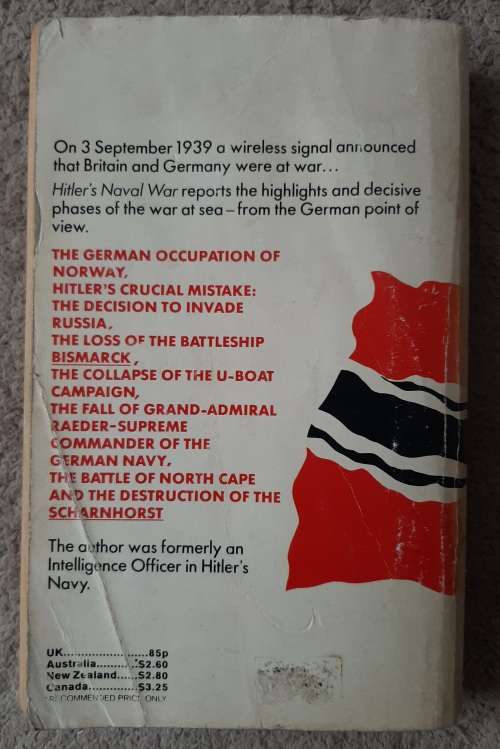 On 3 September 1939 a wireless signal announced
that Britain and Germany were at war...
Hitler's Naval War reports the highlights and decisive
phases of the war at sea – from the German point of
view.
THE GERMAN OCCUPATION OF
NORWAY,
HITLER'S CRUCIAL MISTAKE:
THE DECISION TO INVADE
RUSSIA,
THE LOSS OF THE BATTLESHIP
BISMARCK,
THE COLLAPSE OF THE U-BOAT
CAMPAIGN,
THE FALL OF GRAND-ADMIRAL
RAEDER-SUPREME
COMMANDER OF THE
GERMAN NAVY,
THE BATTLE OF NORTH CAPE
AND THE DESTRUCTION OF THE
SCHARNHORST
The author was formerly an
Intelligence Officer in Hitler's
Navy.
UK......................85p
Australia..........$2.60
New Zealand.....$2.80
Canada..............$3.25
RECOMMENDED PRICE ONLY